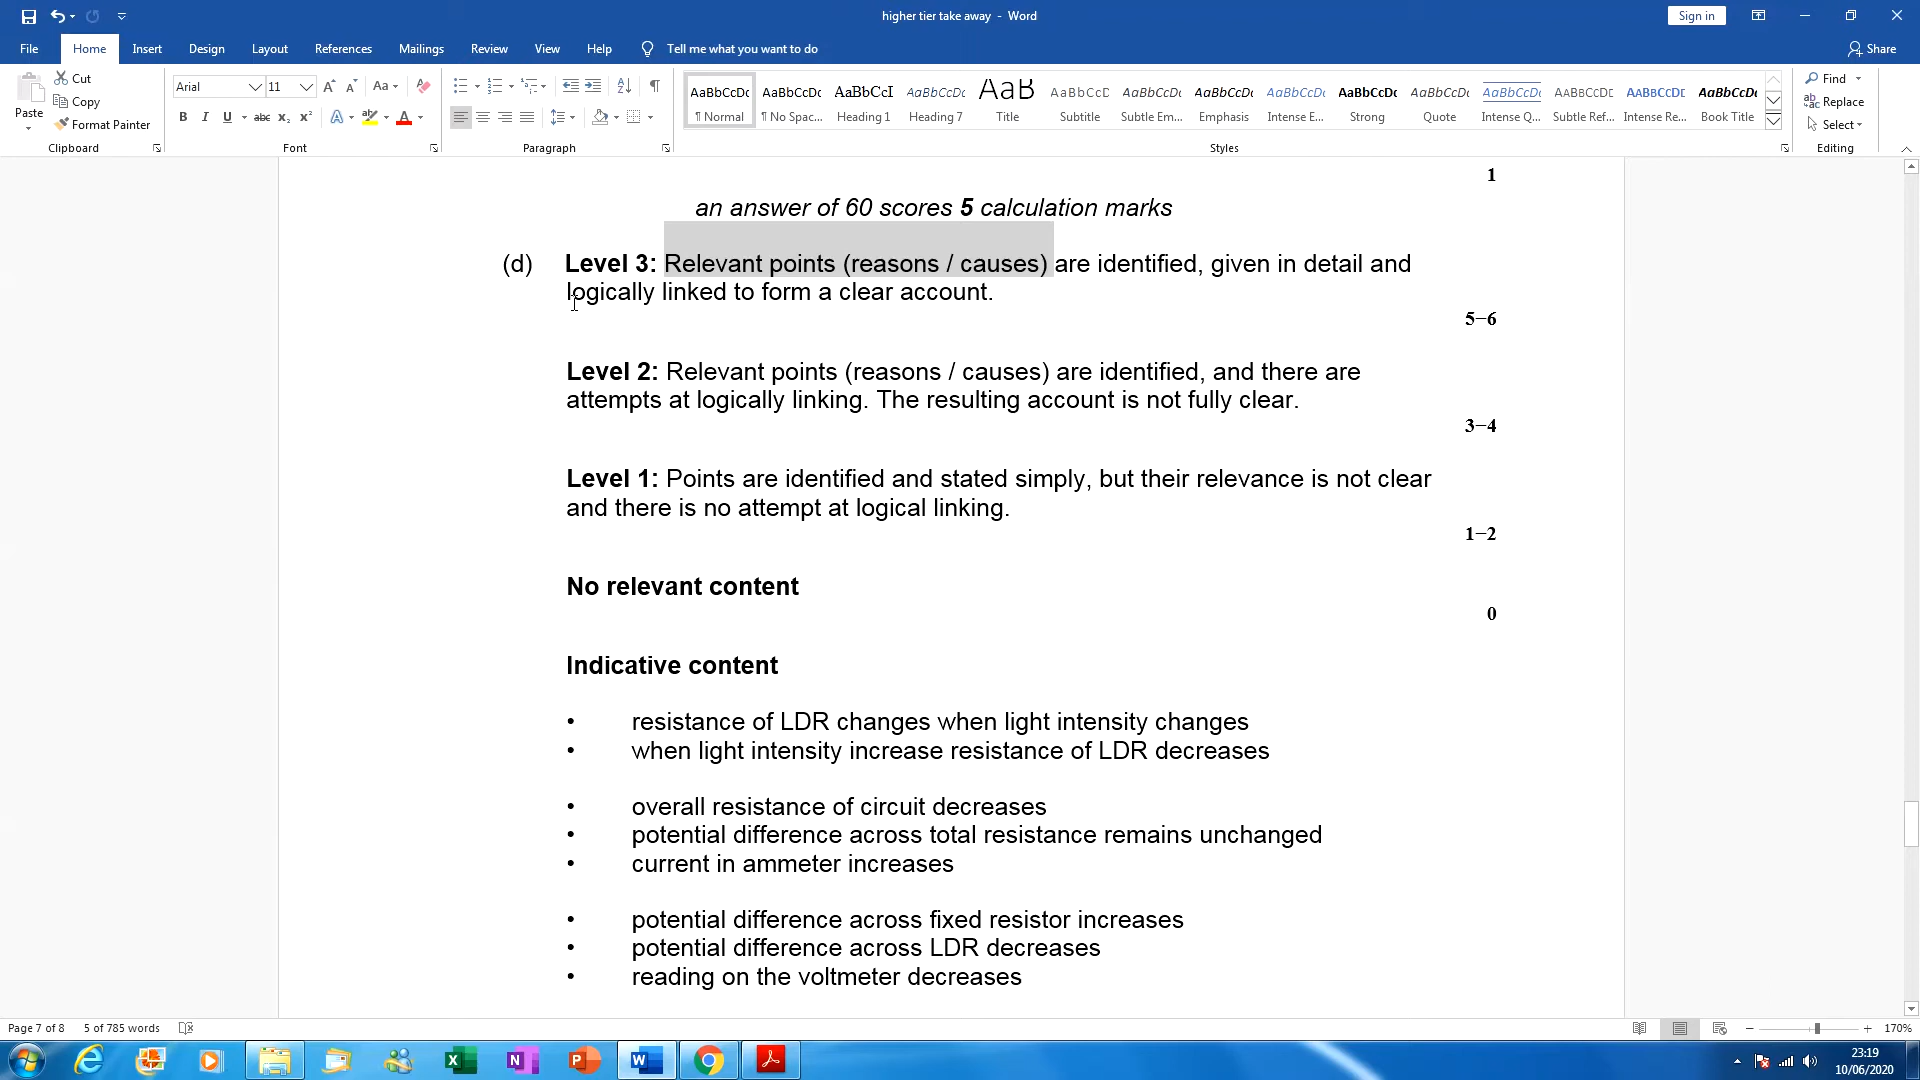 higher tier take away - Word
Sign in
File Home Insert Design Layout References Mailings Review View Help Tell me what you want to do Share
Paste Cut Copy Format Painter Clipboard
Arial 11 Aa B I U abc x₂ x² A A Font
Paragraph
AaBbCcDc AaBbCcDc AaBbCcI AaBbCcDc AaB AaBbCcD AaBbCcDc AaBbCcDc AaBbCcDc AaBbCcDc AaBbCcDc AaBbCcDc AaBbCcDc AaBbCcDc AaBbCcDc
¶ Normal ¶ No Spac... Heading 1 Heading 7 Title Subtitle Subtle Em... Emphasis Intense E... Strong Quote Intense Q... Subtle Ref... Intense Re... Book Title
Styles
Find Replace Select Editing
1
an answer of 60 scores 5 calculation marks
(d) Level 3: Relevant points (reasons / causes) are identified, given in detail and
logically linked to form a clear account.
5−6
Level 2: Relevant points (reasons / causes) are identified, and there are
attempts at logically linking. The resulting account is not fully clear.
3−4
Level 1: Points are identified and stated simply, but their relevance is not clear
and there is no attempt at logical linking.
1−2
No relevant content
0
Indicative content
• resistance of LDR changes when light intensity changes
• when light intensity increase resistance of LDR decreases
• overall resistance of circuit decreases
• potential difference across total resistance remains unchanged
• current in ammeter increases
• potential difference across fixed resistor increases
• potential difference across LDR decreases
• reading on the voltmeter decreases
Page 7 of 8 5 of 785 words 170%
23:19
10/06/2020